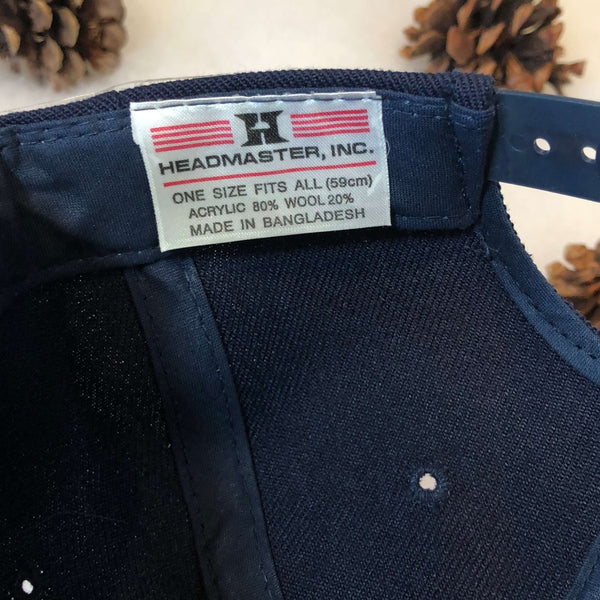 H
HEADMASTER, INC.
ONE SIZE FITS ALL (59cm)
ACRYLIC 80% WOOL 20%
MADE IN BANGLADESH